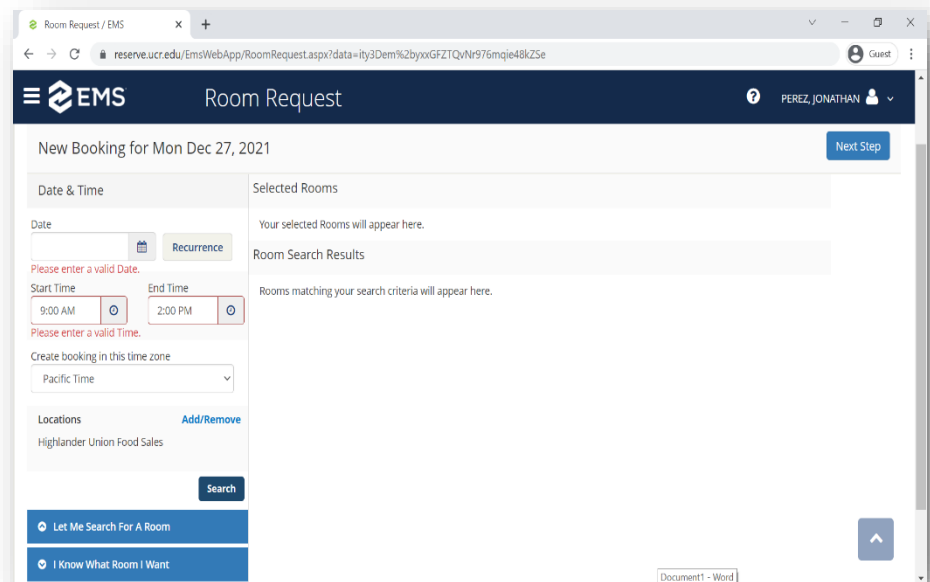 Room Request / EMS
reserve.ucr.edu/EmsWebApp/RoomRequest.aspx?data=ity3Dem%2byxxGFZTQvNr976mqie48kZSe
Guest
EMS
Room Request
PEREZ, JONATHAN
New Booking for Mon Dec 27, 2021
Next Step
Date & Time
Selected Rooms
Date
Your selected Rooms will appear here.
Recurrence
Room Search Results
Please enter a valid Date.
Start Time End Time
Rooms matching your search criteria will appear here.
9:00 AM 2:00 PM
Please enter a valid Time.
Create booking in this time zone
Pacific Time
Locations Add/Remove
Highlander Union Food Sales
Search
Let Me Search For A Room
I Know What Room I Want
Document1 - Word